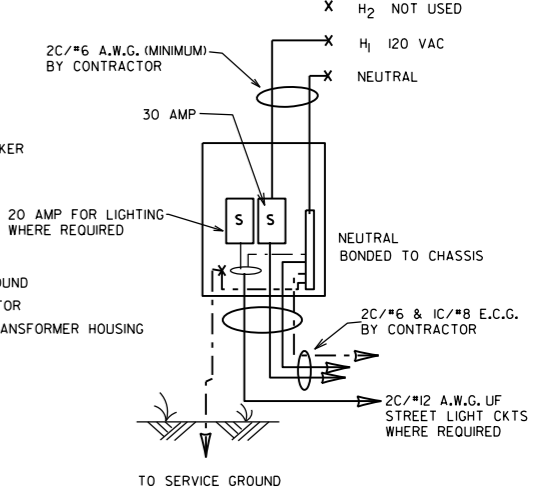 X H2 NOT USED
X H1 120 VAC
X NEUTRAL
2C/#6 A.W.G. (MINIMUM)
BY CONTRACTOR
30 AMP
KER
S S
20 AMP FOR LIGHTING
WHERE REQUIRED
NEUTRAL
BONDED TO CHASSIS
X
OUND
TOR
ANSFORMER HOUSING
2C/#6 & 1C/#8 E.C.G.
BY CONTRACTOR
2C/#12 A.W.G. UF
STREET LIGHT CKTS
WHERE REQUIRED
TO SERVICE GROUND